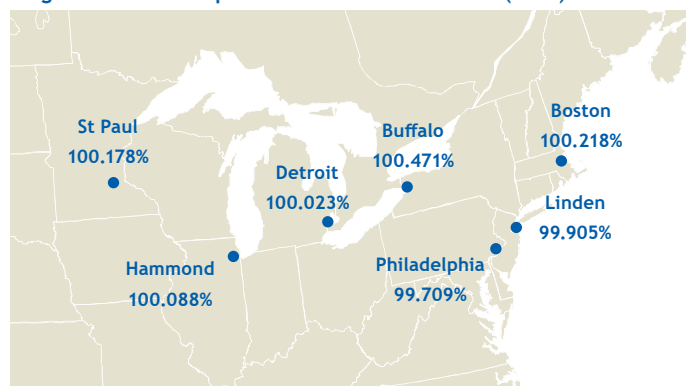 St Paul
100.178%
Detroit
100.023%
Buffalo
100.471%
Boston
100.218%
Linden
99.905%
Hammond
100.088%
Philadelphia
99.709%